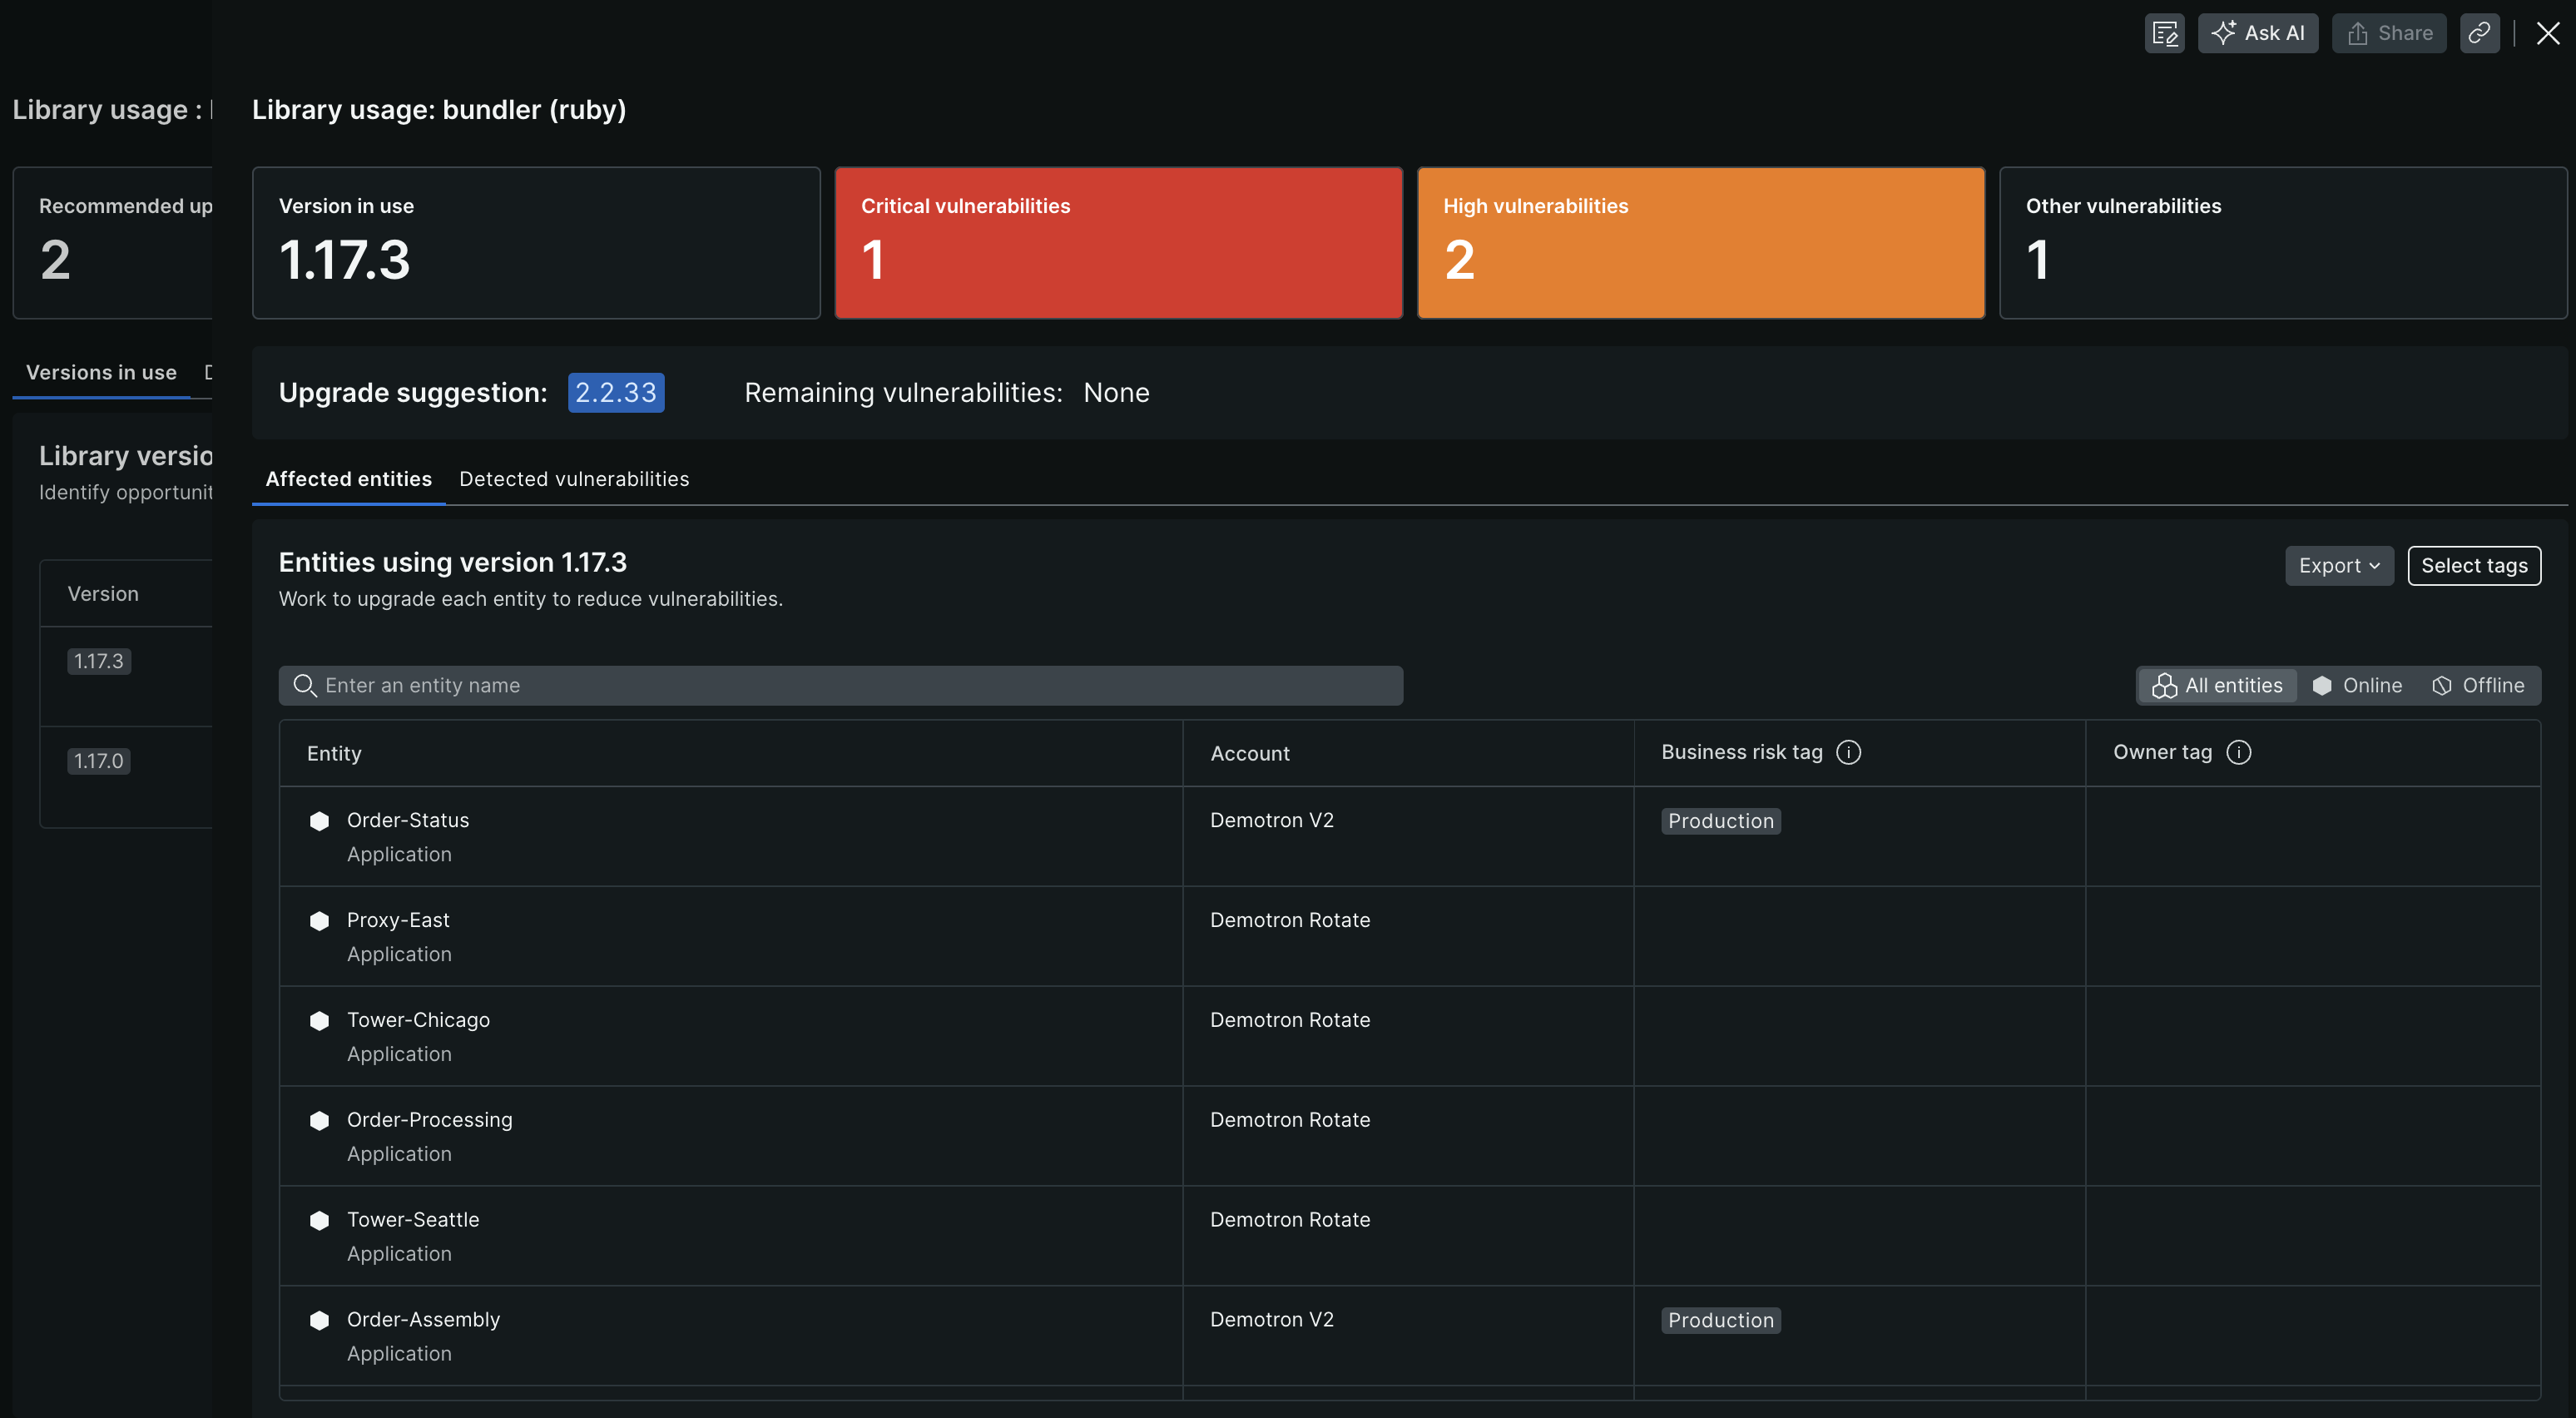 Ask AI
Share
Library usage :
Library usage: bundler (ruby)
Recommended up
2
Version in use
1.17.3
Critical vulnerabilities
1
High vulnerabilities
2
Other vulnerabilities
1
Versions in use
Upgrade suggestion: 2.2.33 Remaining vulnerabilities: None
Library versio
Identify opportunit
Affected entities Detected vulnerabilities
Version
1.17.3
1.17.0
Entities using version 1.17.3
Work to upgrade each entity to reduce vulnerabilities.
Export
Select tags
Enter an entity name
All entities Online Offline
Entity Account Business risk tag Owner tag
Order-Status Demotron V2 Production
Application
Proxy-East Demotron Rotate
Application
Tower-Chicago Demotron Rotate
Application
Order-Processing Demotron Rotate
Application
Tower-Seattle Demotron Rotate
Application
Order-Assembly Demotron V2 Production
Application